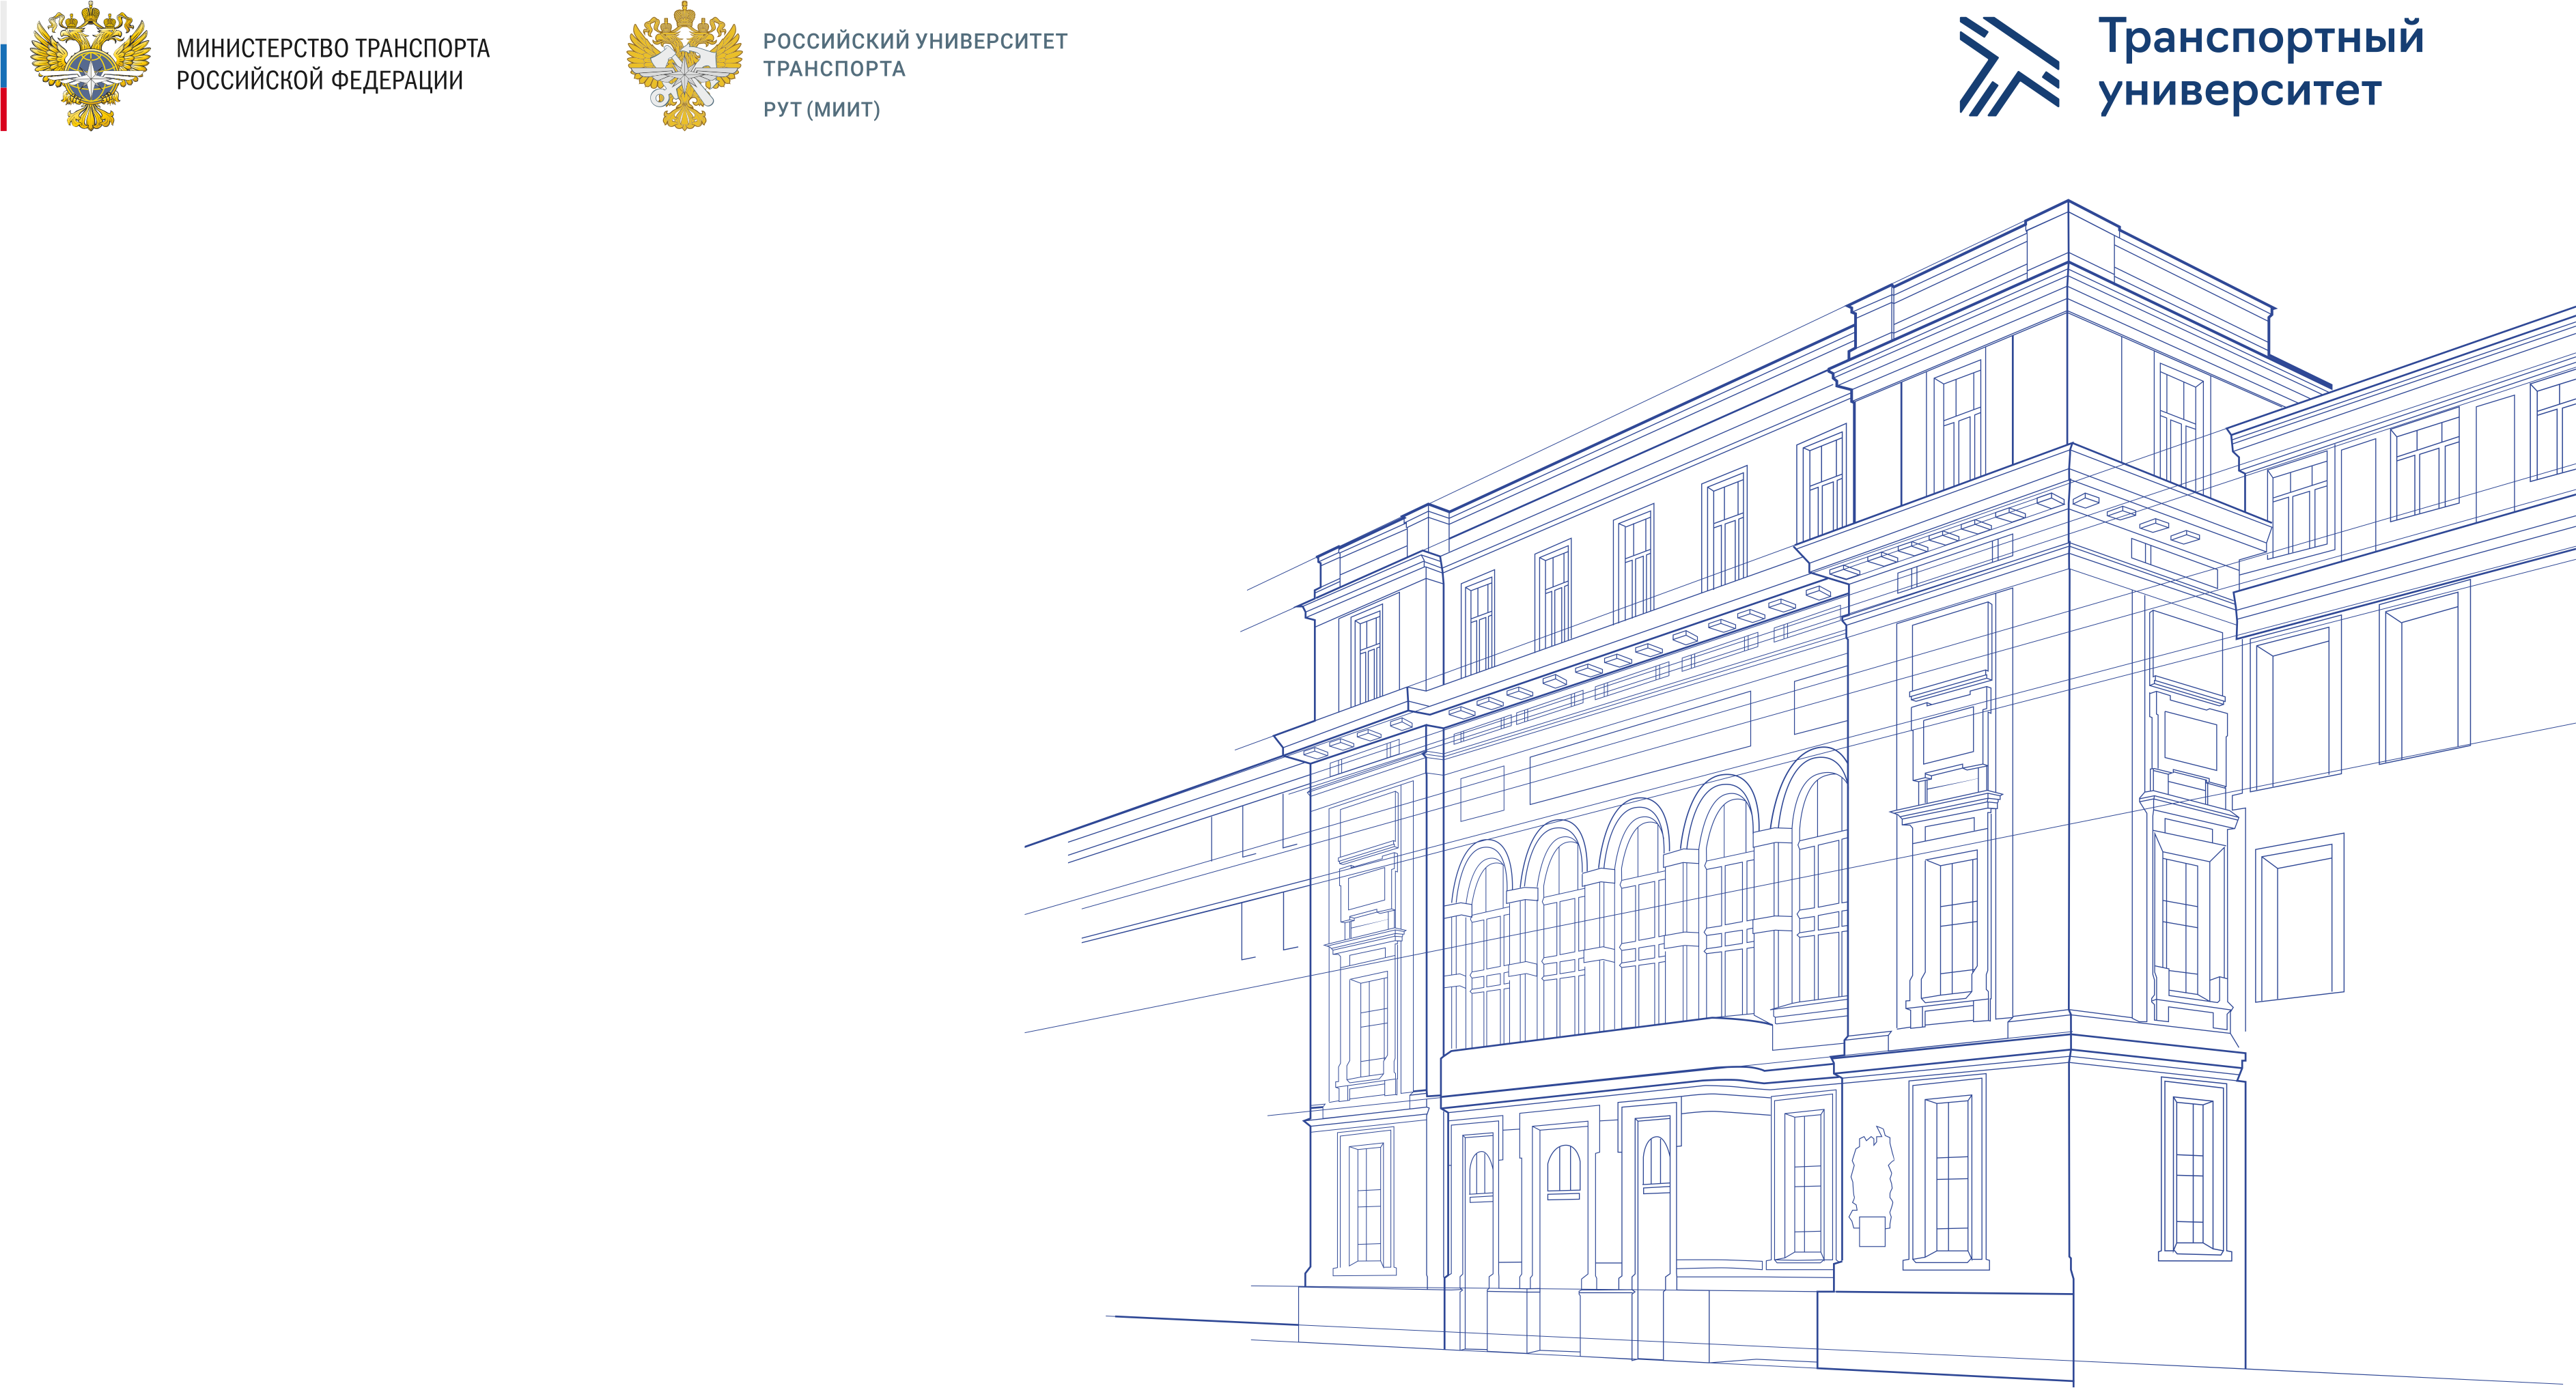 МИНИСТЕРСТВО ТРАНСПОРТА
РОССИЙСКОЙ ФЕДЕРАЦИИ
РОССИЙСКИЙ УНИВЕРСИТЕТ
ТРАНСПОРТА
РУТ (МИИТ)
Транспортный
университет